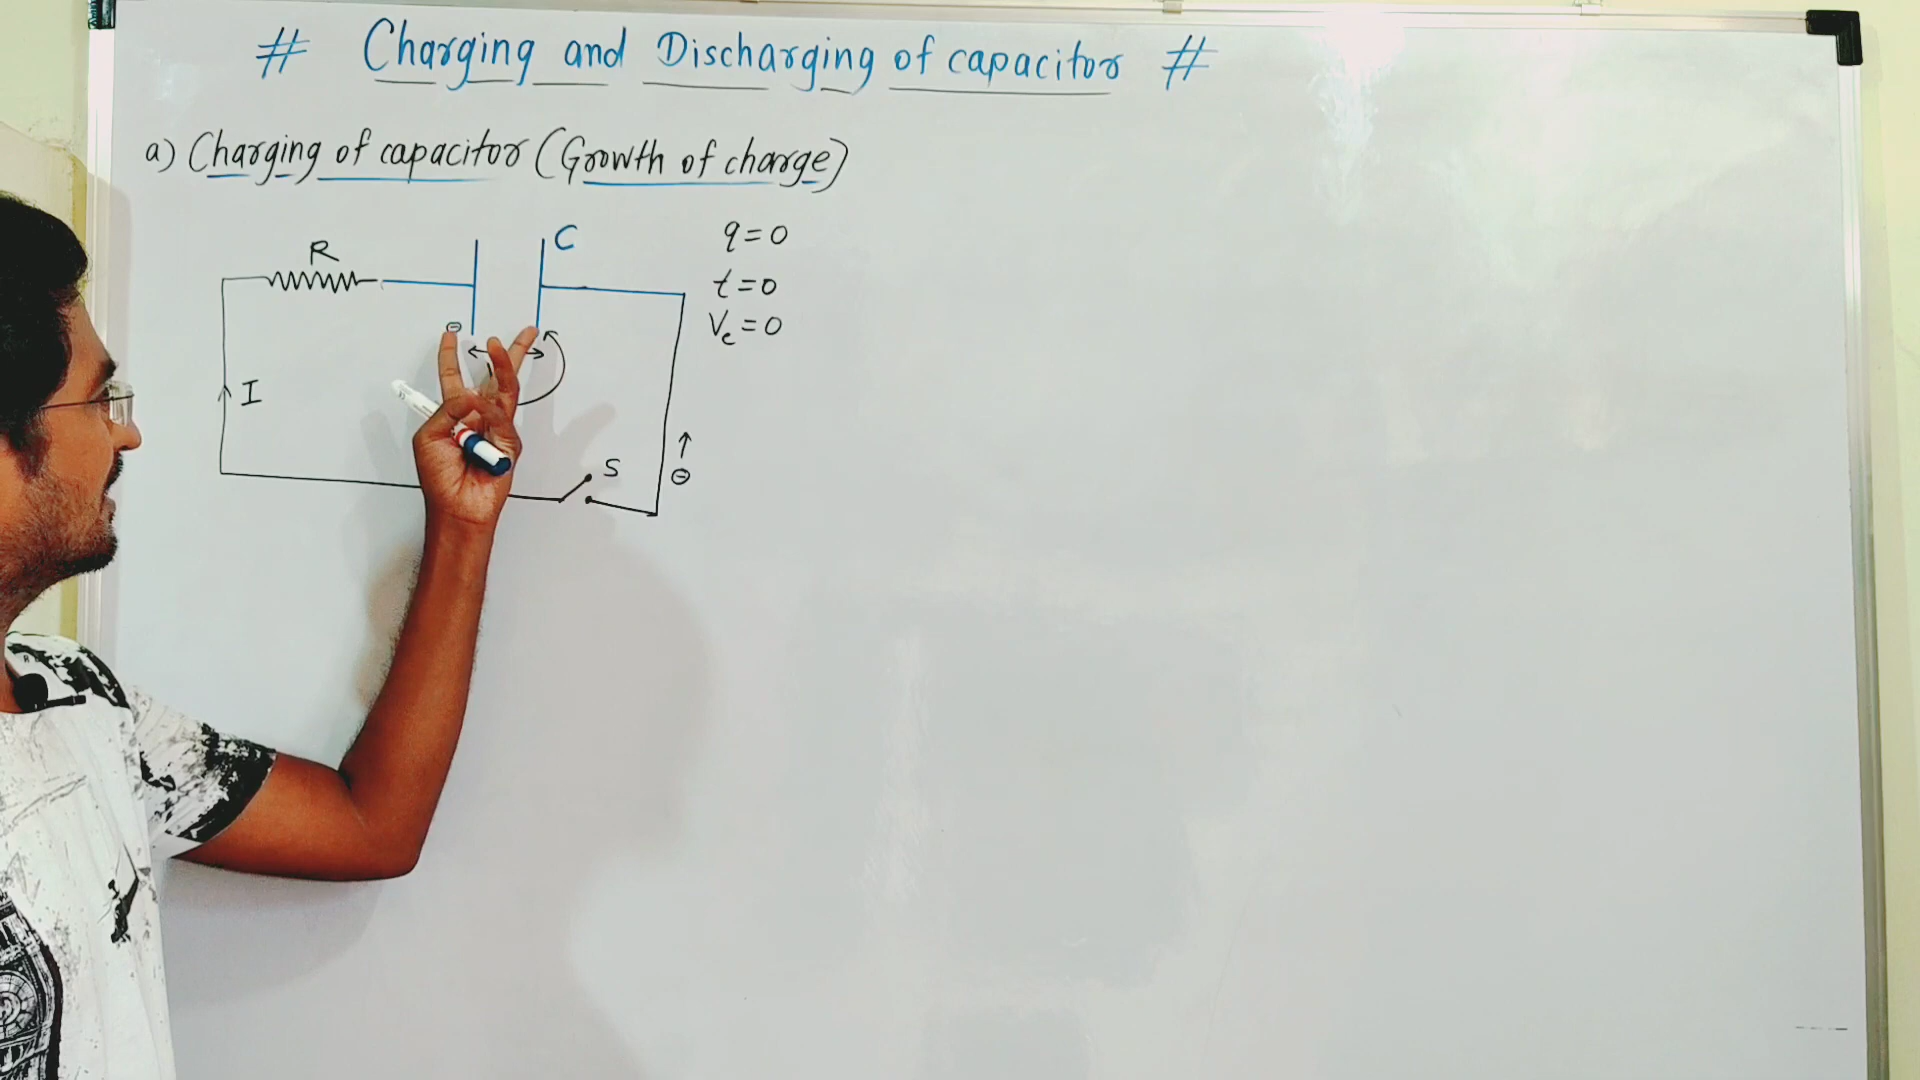 # Charging and Discharging of capacitor #
a) Charging of capacitor (Growth of charge)
R
C
I
S
q=0
t=0
Vc=0